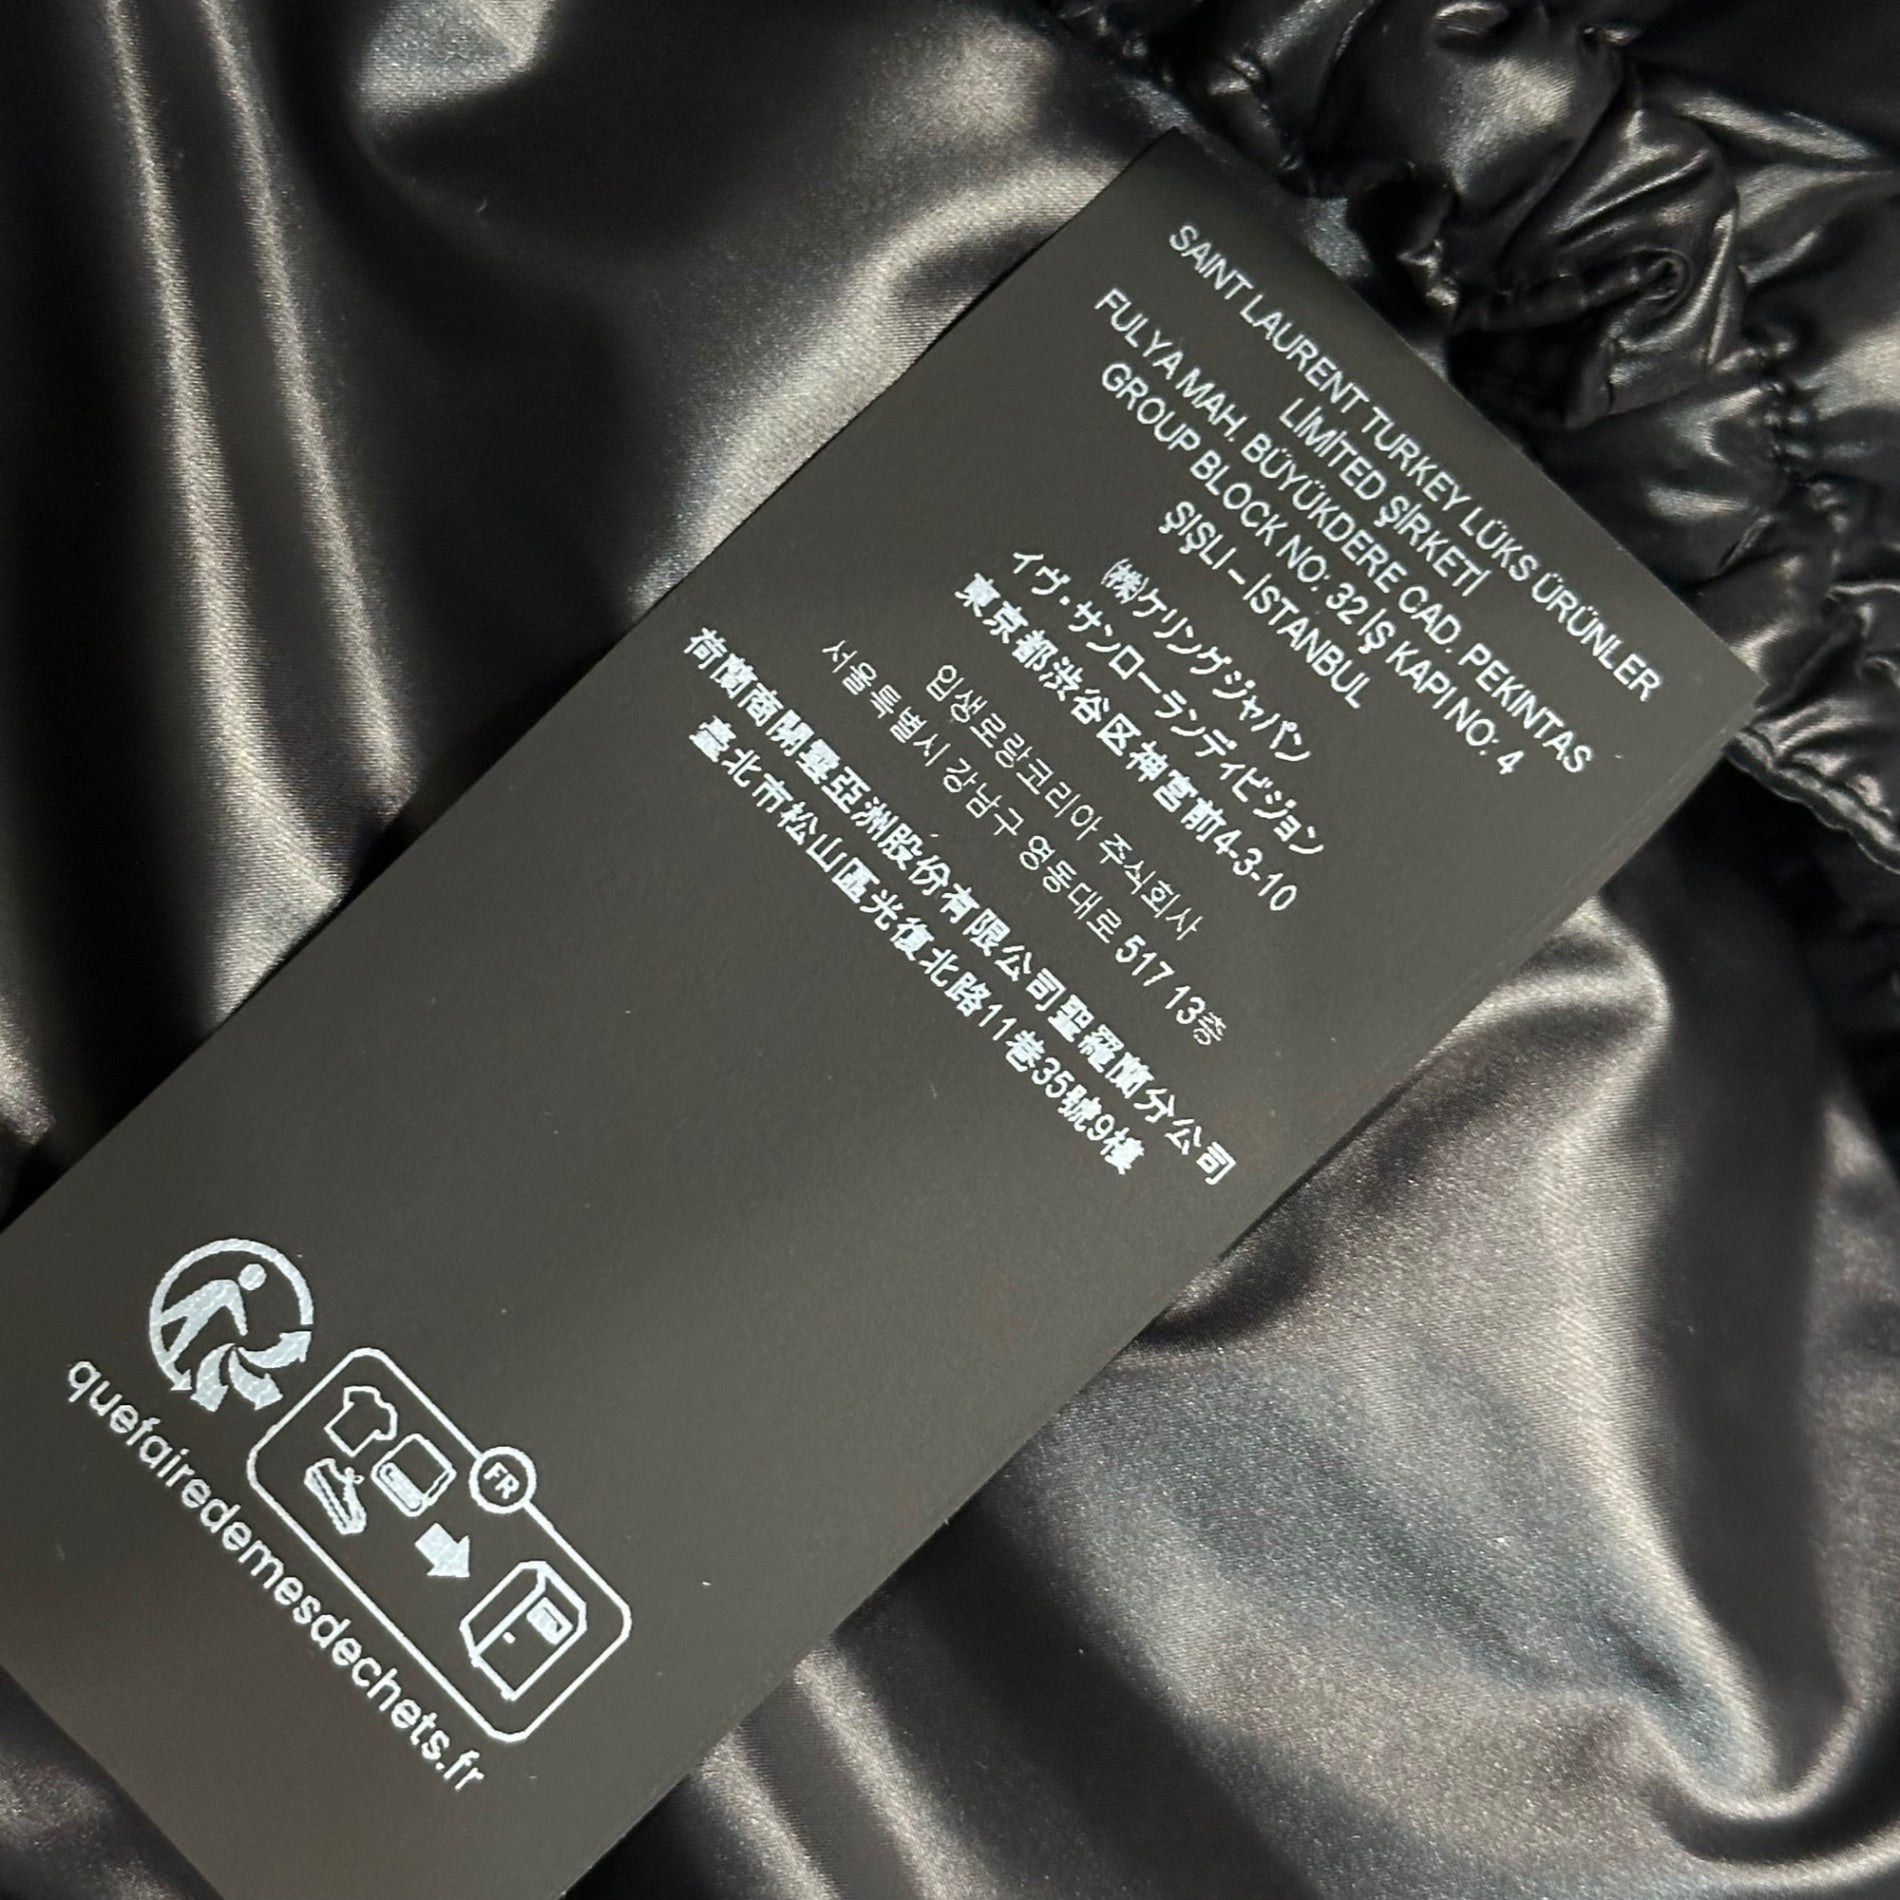 SAINT LAURENT TURKEY LÜKS ÜRÜNLER
LİMİTED ŞİRKETİ
FULYA MAH. BÜYÜKDERE CAD. PEKINTAS
GROUP BLOCK NO: 32 İŞ KAPI NO: 4
ŞIŞLI – ISTANBUL
㈱ケリングジャパン
イヴ・サンローランディビジョン
東京都渋谷区神宮前4-3-10
입생로랑코리아 주식회사
서울특별시 강남구 영동대로 517 13층
荷蘭商開雲亞洲股份有限公司聖羅蘭分公司
臺北市松山區光復北路11巷35號9樓
FR
quefairedemesdechets.fr